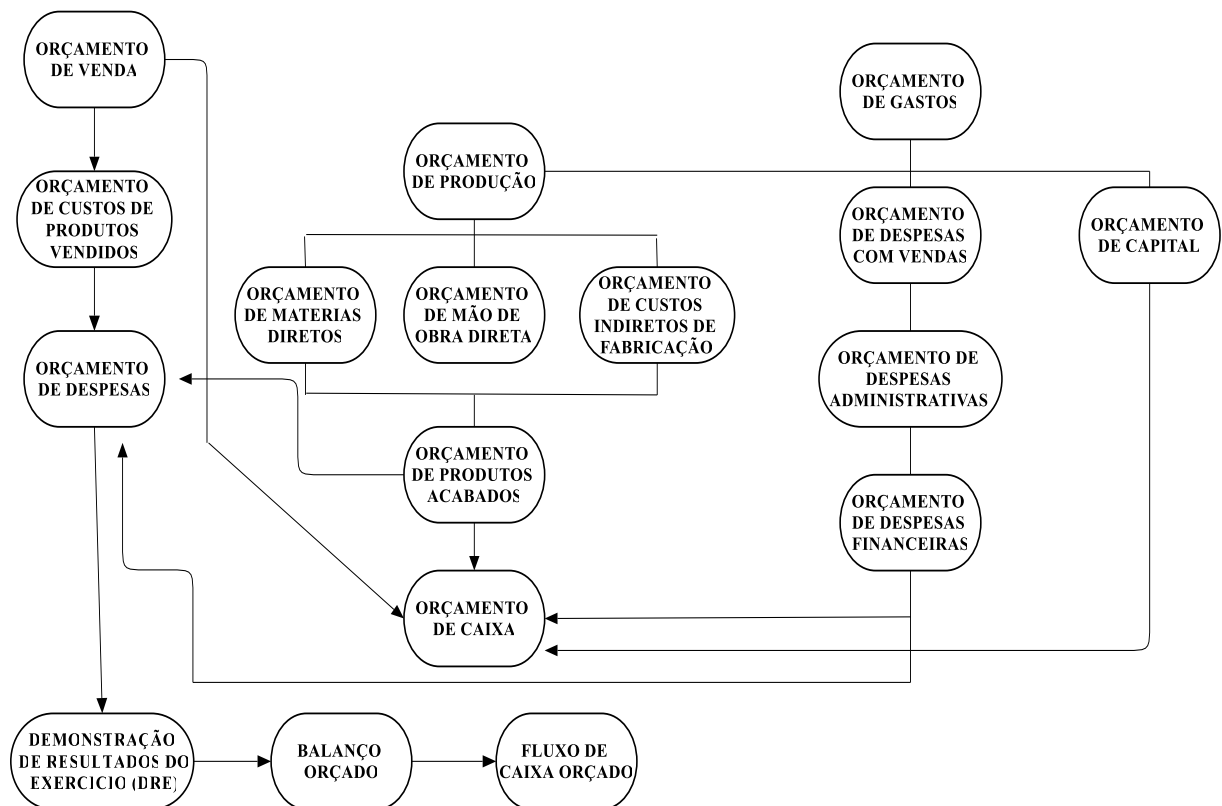 ORÇAMENTO
DE VENDA
ORÇAMENTO
DE GASTOS
ORÇAMENTO
DE PRODUÇÃO
ORÇAMENTO
DE CUSTOS DE
PRODUTOS
VENDIDOS
ORÇAMENTO
DE DESPESAS
COM VENDAS
ORÇAMENTO
DE CAPITAL
ORÇAMENTO
DE MATERIAS
DIRETOS
ORÇAMENTO
DE MÃO DE
OBRA DIRETA
ORÇAMENTO
DE CUSTOS
INDIRETOS DE
FABRICAÇÃO
ORÇAMENTO
DE DESPESAS
ORÇAMENTO DE
DESPESAS
ADMINISTRATIVAS
ORÇAMENTO
DE PRODUTOS
ACABADOS
ORÇAMENTO
DE DESPESAS
FINANCEIRAS
ORÇAMENTO
DE CAIXA
DEMONSTRAÇÃO
DE RESULTADOS DO
EXERCICIO (DRE)
BALANÇO
ORÇADO
FLUXO DE
CAIXA ORÇADO